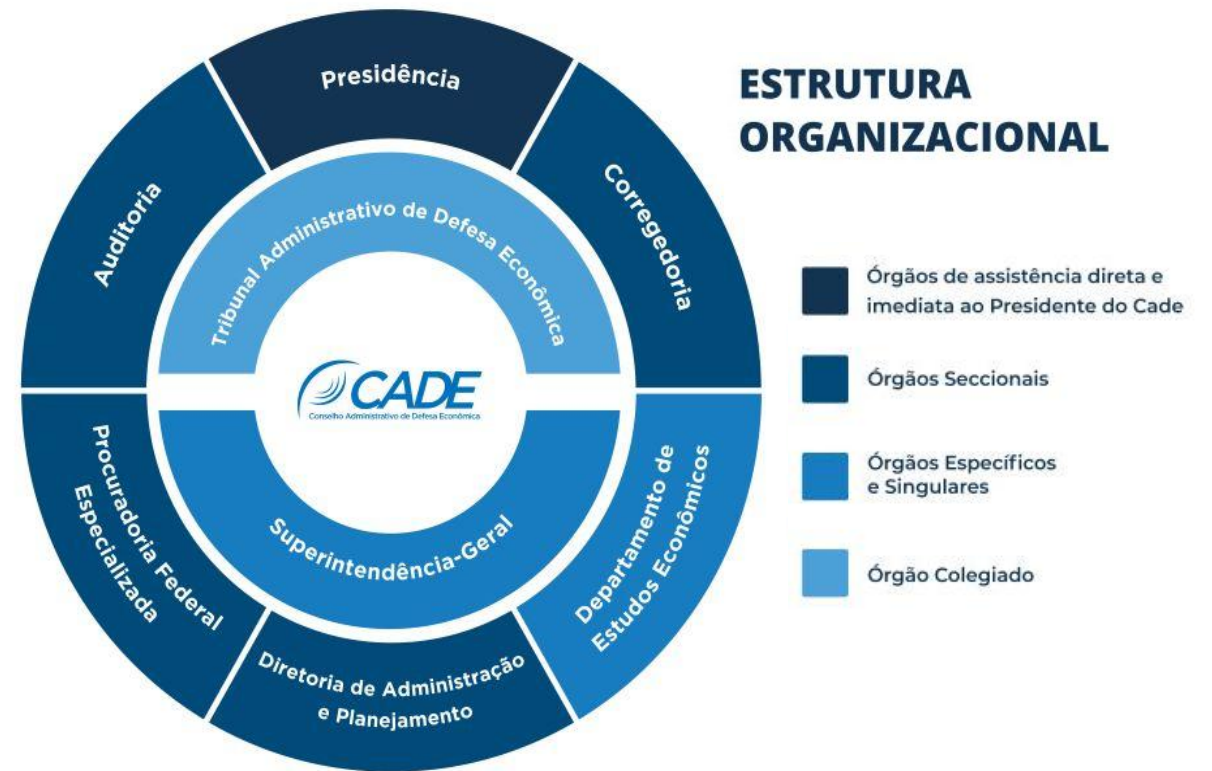 Presidência
ESTRUTURA
ORGANIZACIONAL
Auditoria
Tribunal Administrativo de Defesa Econômica
Corregedoria
Órgãos de assistência direta e
imediata ao Presidente do Cade
Órgãos Seccionais
CADE
Conselho Administrativo de Defesa Econômica
Procuradoria Federal
Especializada
Superintendência-Geral
Departamento de
Estudos Econômicos
Órgãos Específicos
e Singulares
Órgão Colegiado
Diretoria de Administração
e Planejamento